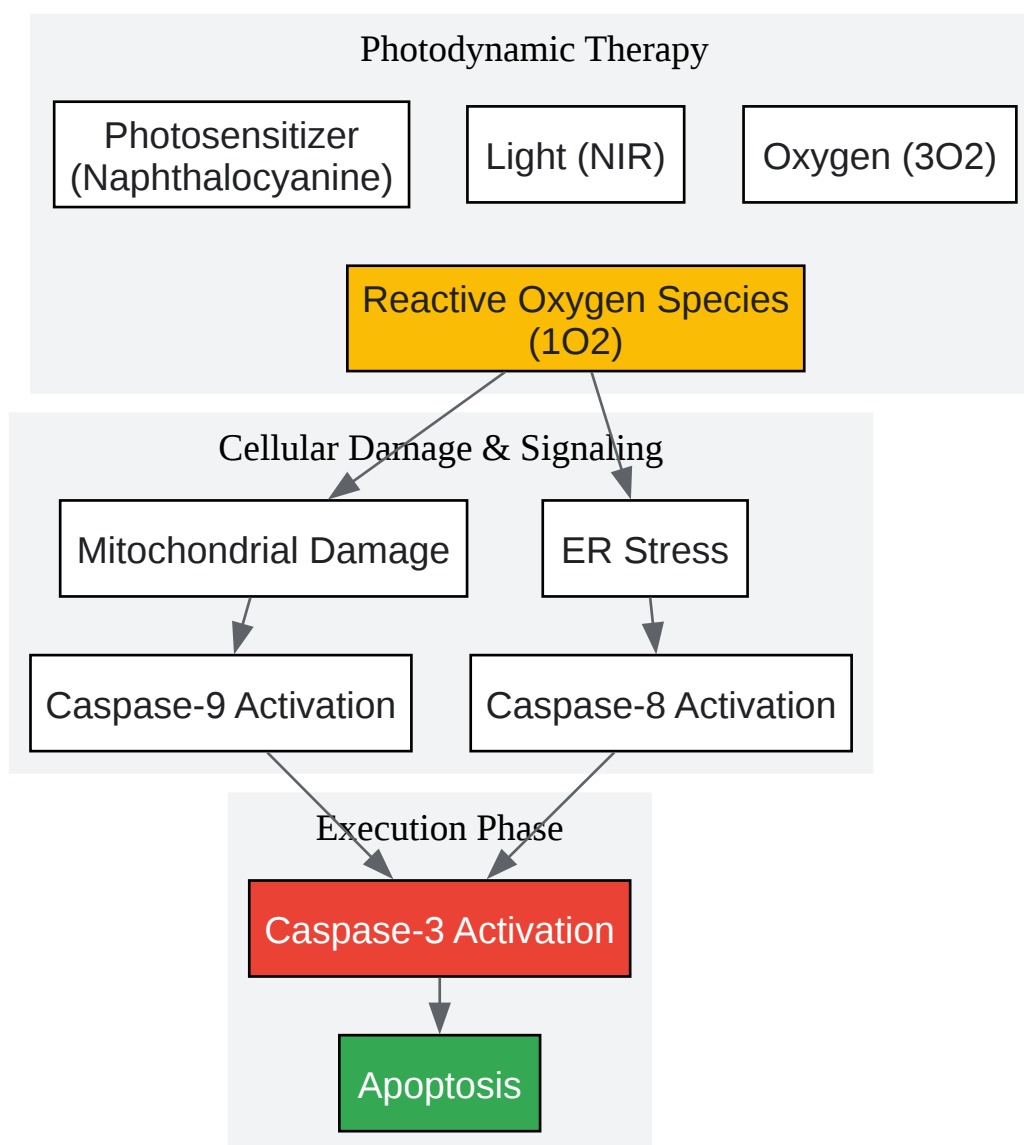 Photodynamic Therapy
Photosensitizer
(Naphthalocyanine)
Light (NIR)
Oxygen (3O2)
Reactive Oxygen Species
(1O2)
Cellular Damage & Signaling
Mitochondrial Damage
ER Stress
Caspase-9 Activation
Caspase-8 Activation
Execution Phase
Caspase-3 Activation
Apoptosis